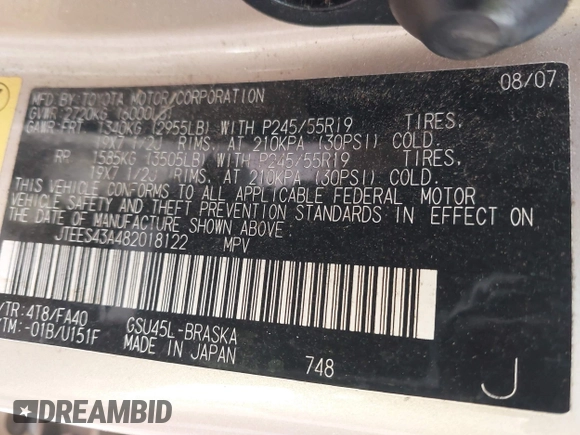 MFD.BY:TOYOTA MOTOR CORPORATION 08/07
GVWR 2720KG (6000LB)
GAWR FRT 1340KG (2955LB) WITH P245/55R19 TIRES,
19X7 1/2J RIMS, AT 210KPA (30PSI) COLD.
RR 1585KG (3505LB) WITH P245/55R19 TIRES,
19X7 1/2J RIMS, AT 210KPA (30PSI) COLD.
THIS VEHICLE CONFORMS TO ALL APPLICABLE FEDERAL MOTOR
VEHICLE SAFETY AND THEFT PREVENTION STANDARDS IN EFFECT ON
THE DATE OF MANUFACTURE SHOWN ABOVE.
JTEES43A482018122 MPV
/TR:4T8/FA40 GSU45L-BRASKA
/TM:-01B/U151F MADE IN JAPAN 748 J
DREAMBID